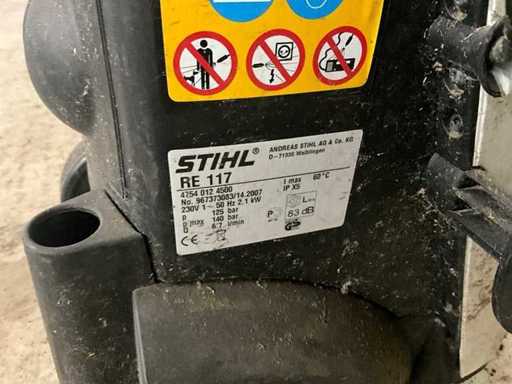 STIHL
ANDREAS STIHL AG & Co. KG
D-71336 Waiblingen
RE 117
4754 012 4500
No. 967373083/14.2007
230V 1~ 50 Hz 2.1 kW
p 125 bar
p max 140 bar
Q 6.7 l/min
t max 60°C
IP X5
P
83 dB
CE